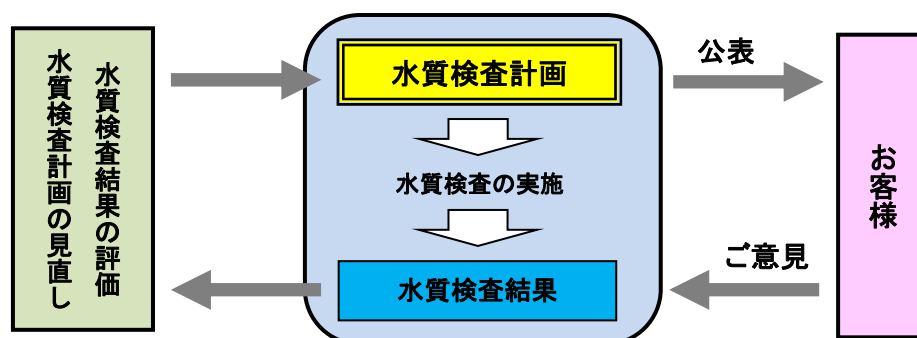 水質検査結果の評価
水質検査計画の見直し
水質検査計画
水質検査の実施
水質検査結果
公表
ご意見
お客様